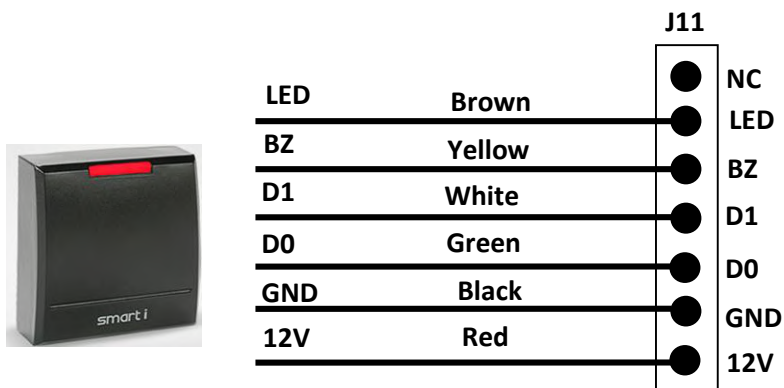 J11
NC
LED Brown LED
BZ Yellow BZ
D1 White D1
D0 Green D0
GND Black GND
12V Red 12V
smart i